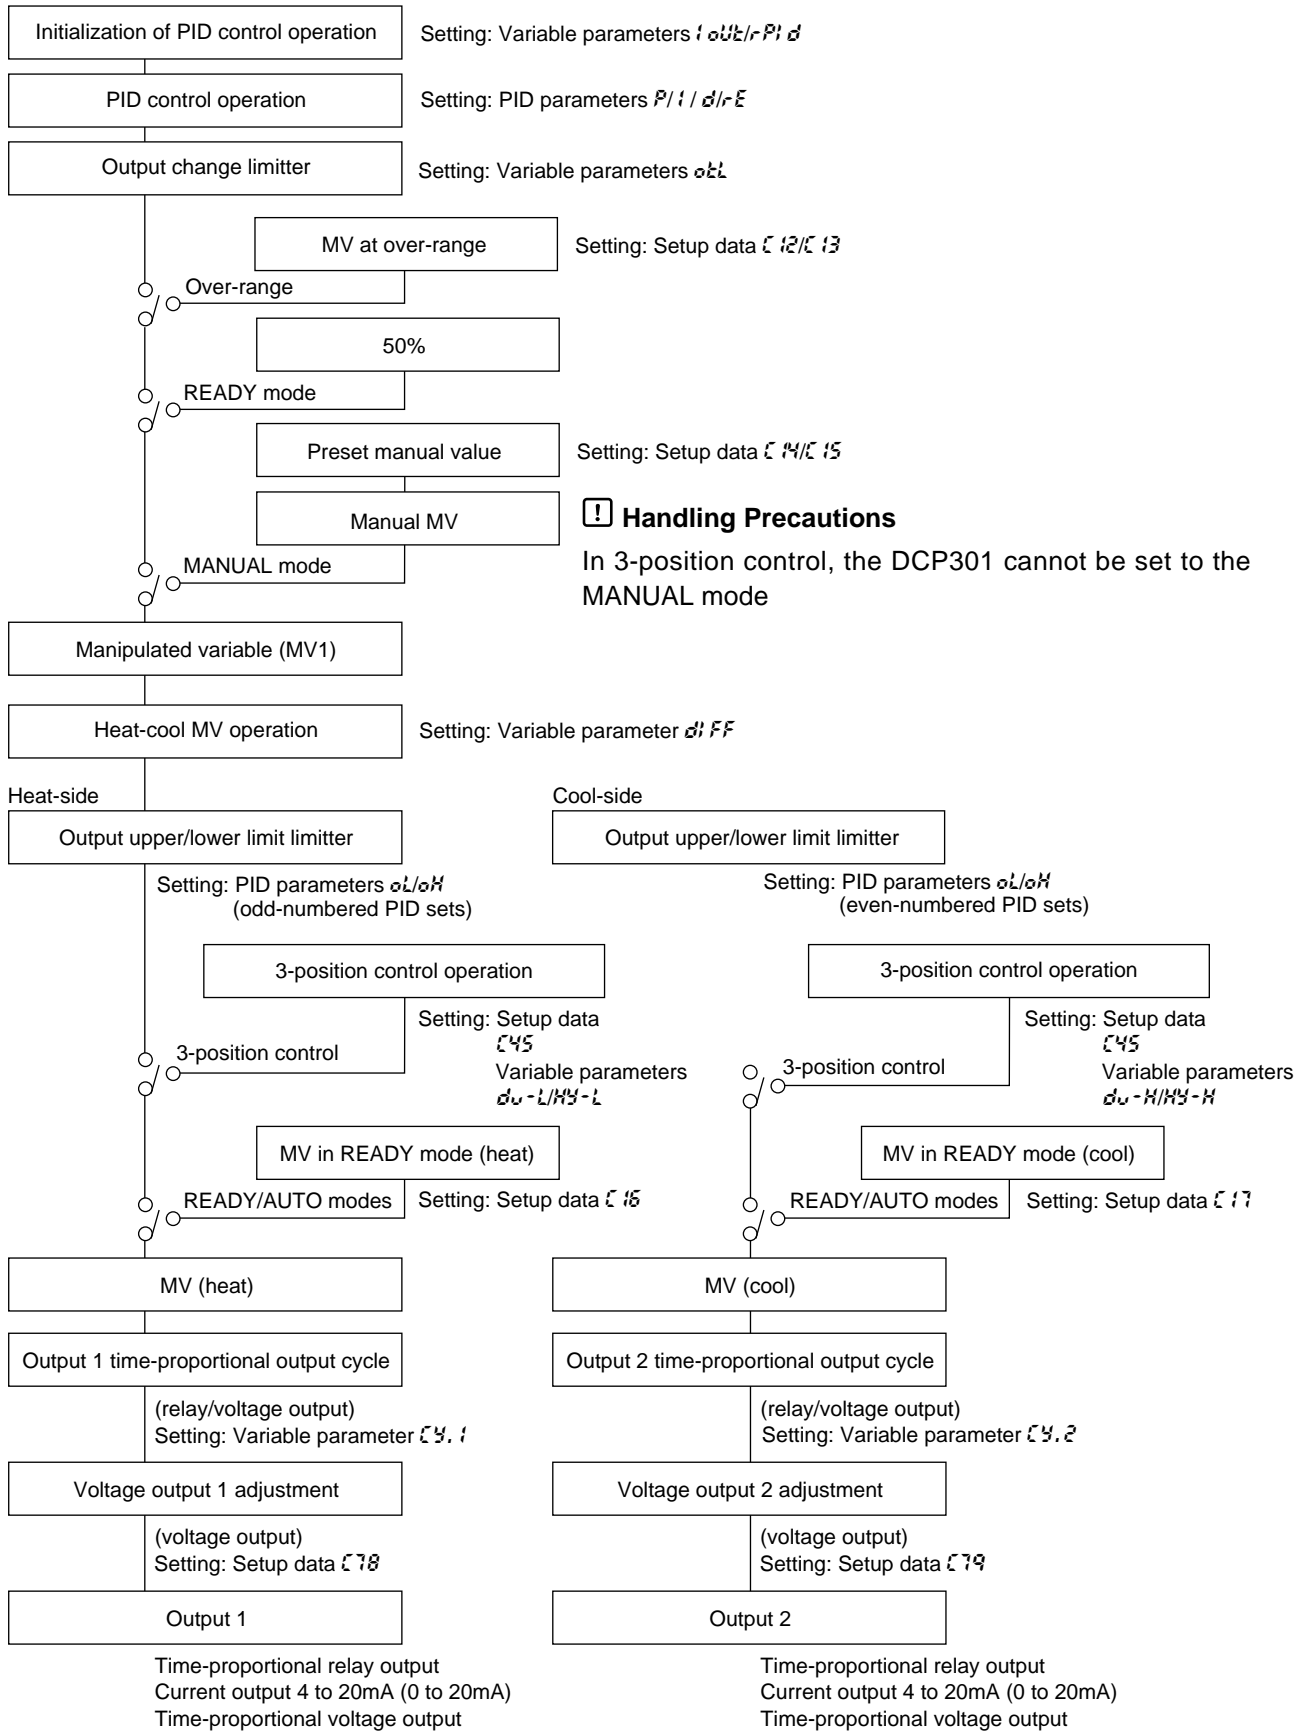 Initialization of PID control operation
Setting: Variable parameters IoUt/rPId
PID control operation
Setting: PID parameters P/I/d/rE
Output change limitter
Setting: Variable parameters otL
MV at over-range
Setting: Setup data C12/C13
Over-range
50%
READY mode
Preset manual value
Setting: Setup data C14/C15
Manual MV
! Handling Precautions
In 3-position control, the DCP301 cannot be set to the
MANUAL mode
MANUAL mode
Manipulated variable (MV1)
Heat-cool MV operation
Setting: Variable parameter dIFF
Heat-side
Output upper/lower limit limitter
Setting: PID parameters oL/oH
(odd-numbered PID sets)
3-position control operation
Setting: Setup data
C45
Variable parameters
dv-L/HY-L
3-position control
MV in READY mode (heat)
READY/AUTO modes
Setting: Setup data C16
MV (heat)
Output 1 time-proportional output cycle
(relay/voltage output)
Setting: Variable parameter CY.1
Voltage output 1 adjustment
(voltage output)
Setting: Setup data C78
Output 1
Time-proportional relay output
Current output 4 to 20mA (0 to 20mA)
Time-proportional voltage output
Cool-side
Output upper/lower limit limitter
Setting: PID parameters oL/oH
(even-numbered PID sets)
3-position control operation
Setting: Setup data
C45
Variable parameters
dv-H/HY-H
3-position control
MV in READY mode (cool)
READY/AUTO modes
Setting: Setup data C17
MV (cool)
Output 2 time-proportional output cycle
(relay/voltage output)
Setting: Variable parameter CY.2
Voltage output 2 adjustment
(voltage output)
Setting: Setup data C79
Output 2
Time-proportional relay output
Current output 4 to 20mA (0 to 20mA)
Time-proportional voltage output